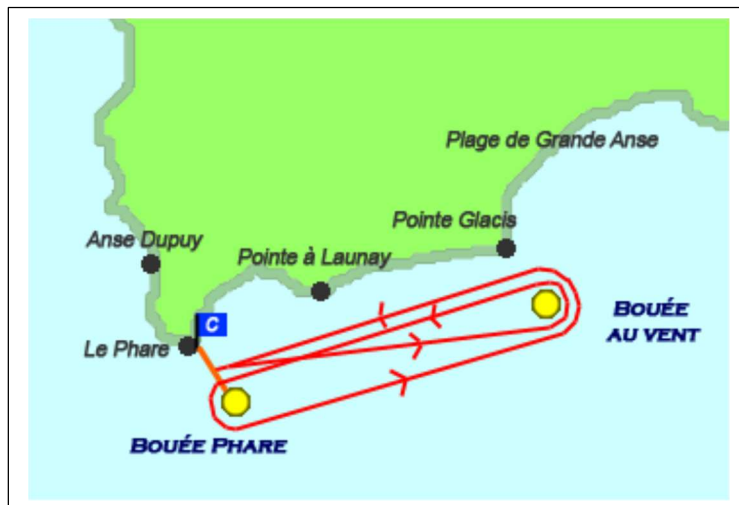 Plage de Grande Anse
Pointe Glacis
Anse Dupuy
Pointe à Launay
BOUÉE
AU VENT
C
Le Phare
BOUÉE PHARE